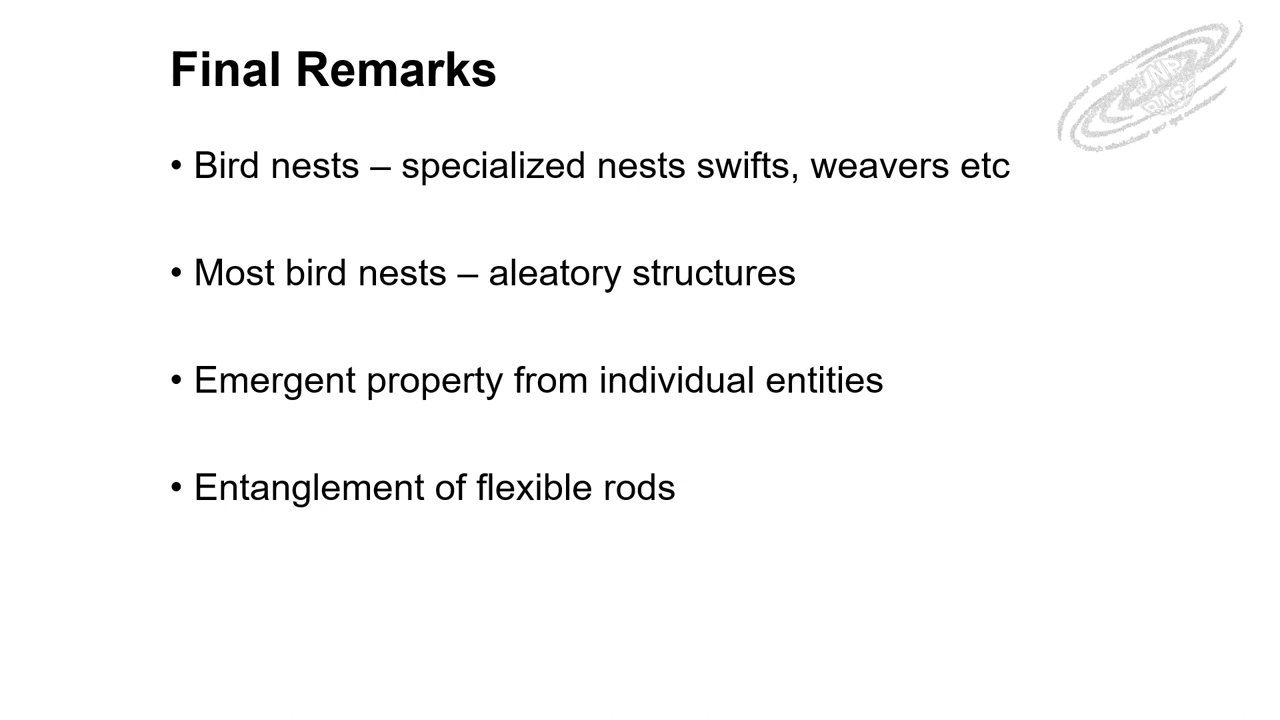 Final Remarks
• Bird nests – specialized nests swifts, weavers etc
• Most bird nests – aleatory structures
• Emergent property from individual entities
• Entanglement of flexible rods